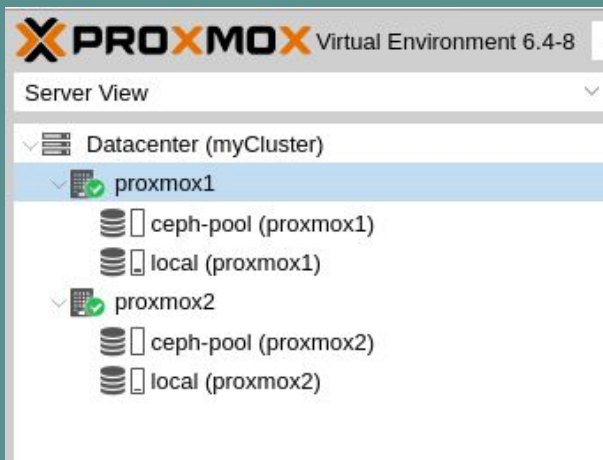 PROXMOX Virtual Environment 6.4-8
Server View
Datacenter (myCluster)
proxmox1
ceph-pool (proxmox1)
local (proxmox1)
proxmox2
ceph-pool (proxmox2)
local (proxmox2)